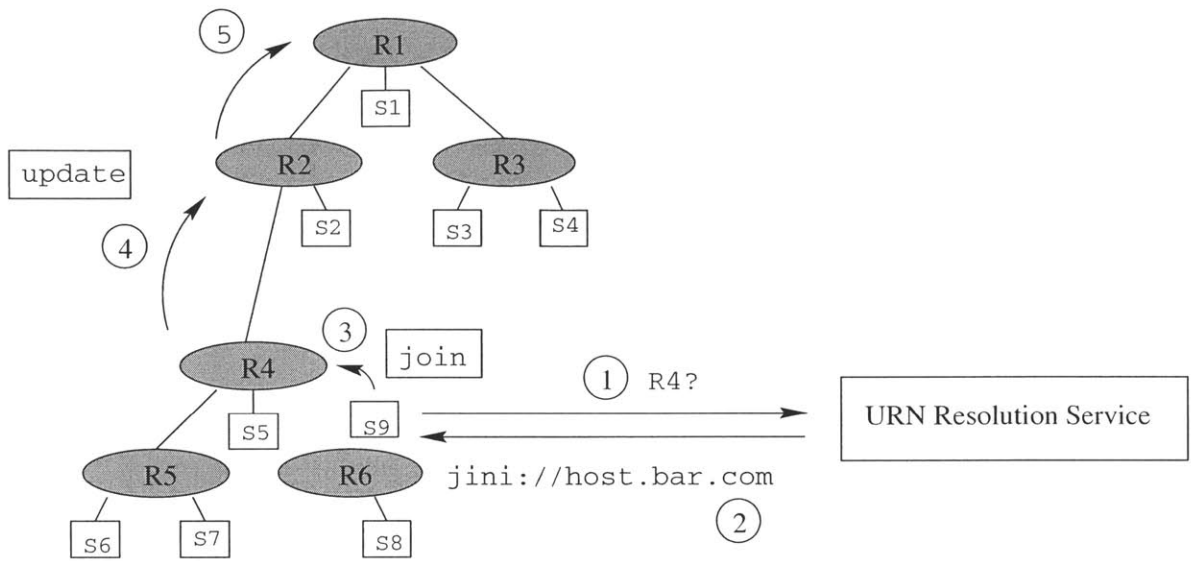 5
R1
S1
update
R2
R3
S2
S3
S4
4
3
join
R4
1 R4?
URN Resolution Service
S5
S9
R5
R6
jini://host.bar.com
2
S6
S7
S8